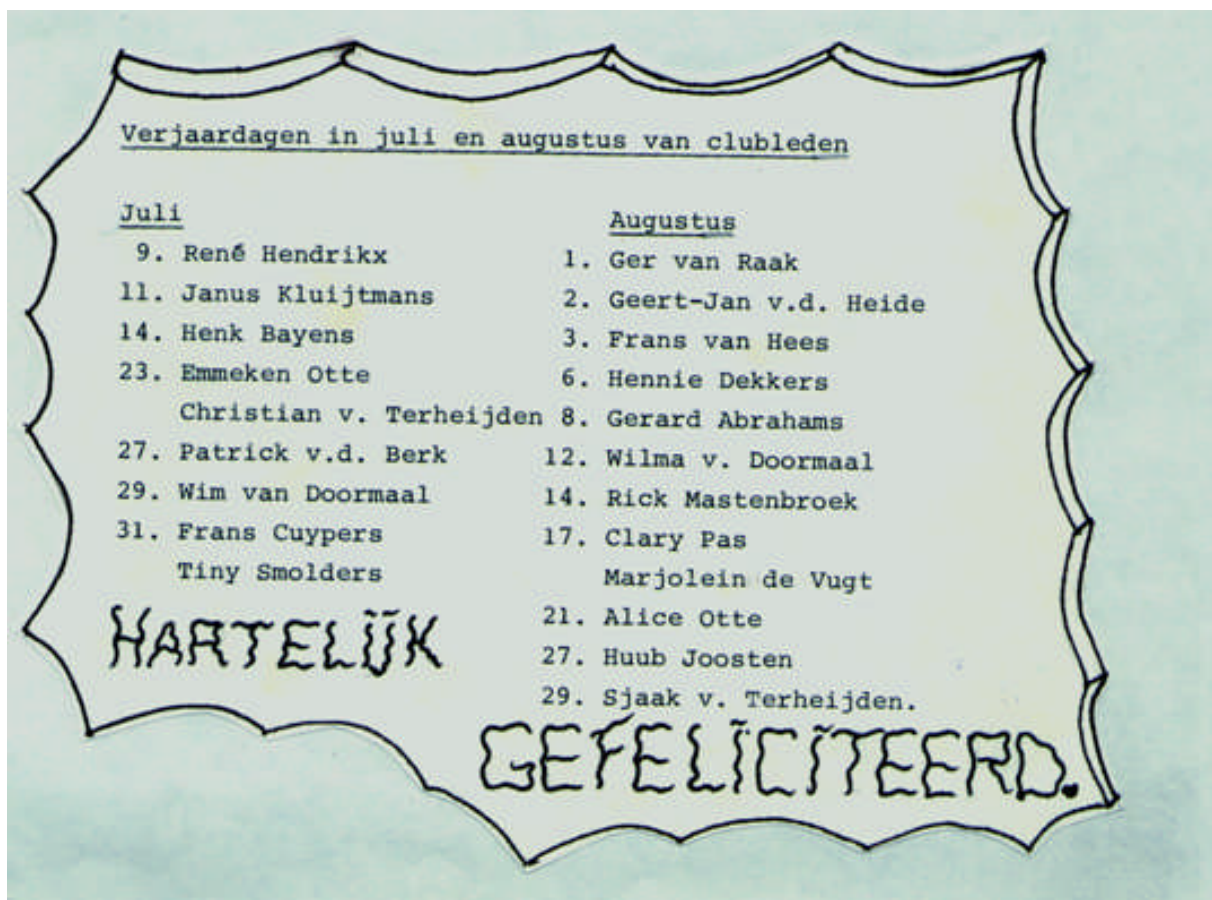 Verjaardagen in juli en augustus van clubleden
Juli
9. René Hendrikx
11. Janus Kluijtmans
14. Henk Bayens
23. Emmeken Otte
Christian v. Terheijden
27. Patrick v.d. Berk
29. Wim van Doormaal
31. Frans Cuypers
Tiny Smolders
HARTELIJK
Augustus
1. Ger van Raak
2. Geert-Jan v.d. Heide
3. Frans van Hees
6. Hennie Dekkers
8. Gerard Abrahams
12. Wilma v. Doormaal
14. Rick Mastenbroek
17. Clary Pas
Marjolein de Vugt
21. Alice Otte
27. Huub Joosten
29. Sjaak v. Terheijden.
GEFELICITEERD.